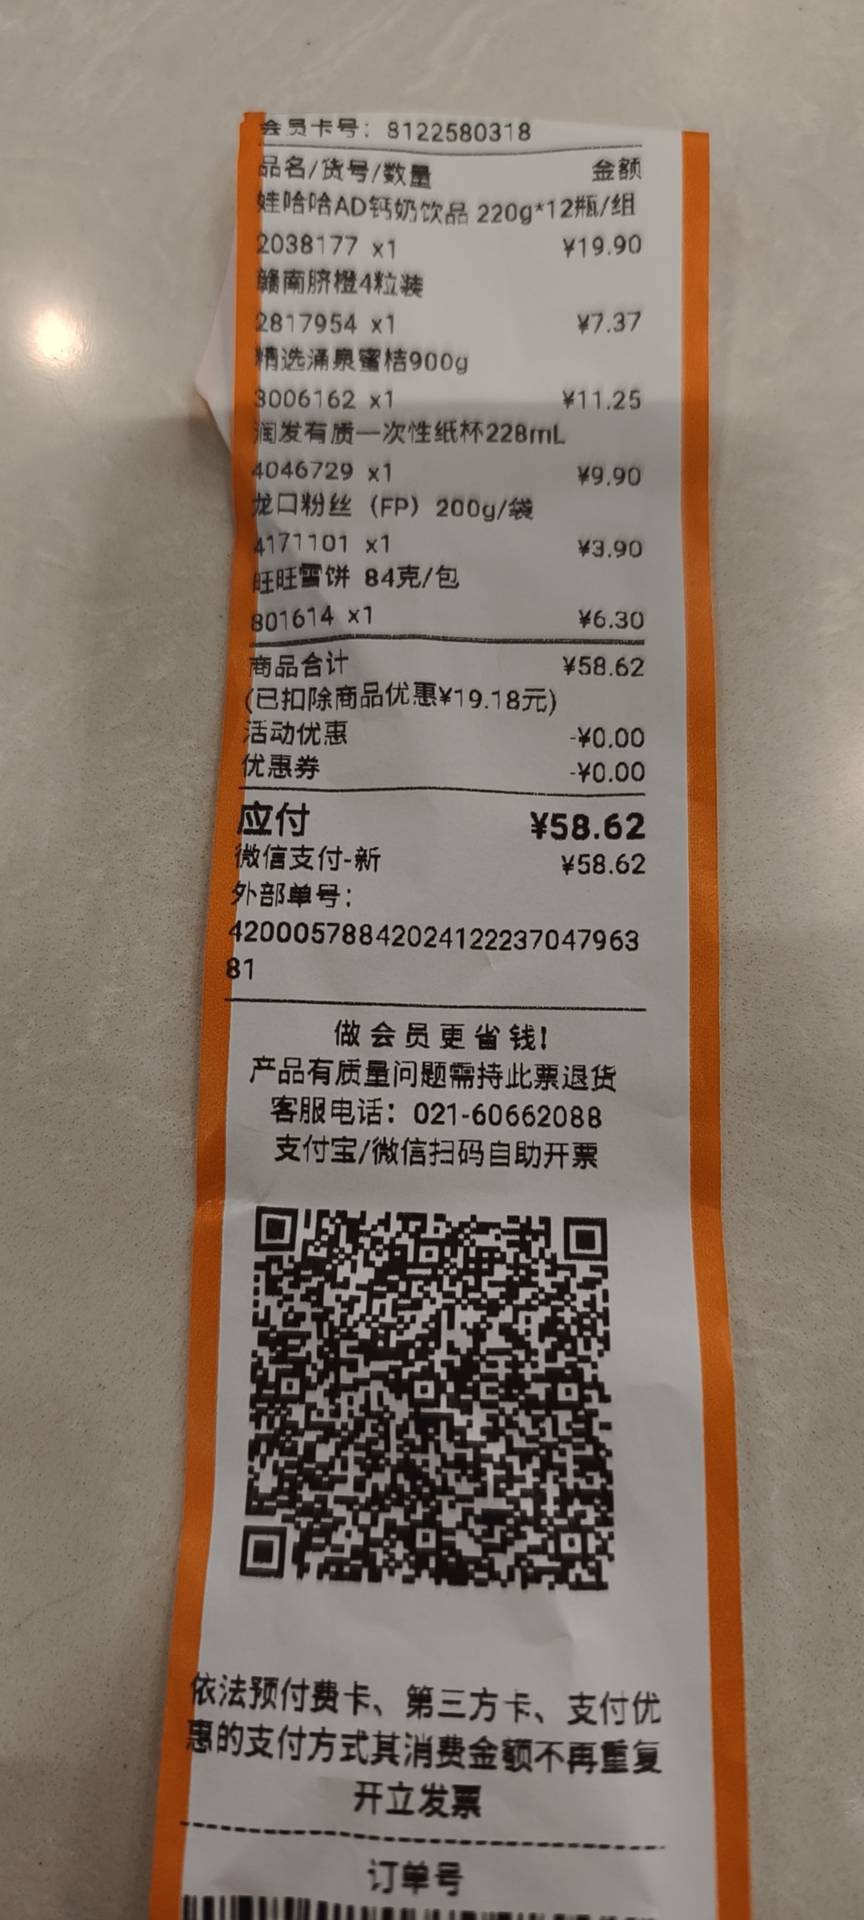 会员卡号：8122580318
品名/货号/数量 金额
娃哈哈AD钙奶饮品 220g*12瓶/组
2038177 x1 ¥19.90
赣南脐橙4粒装
2817954 x1 ¥7.37
精选涌泉蜜桔900g
3006162 x1 ¥11.25
润发有质一次性纸杯228mL
4046729 x1 ¥9.90
龙口粉丝（FP）200g/袋
4171101 x1 ¥3.90
旺旺雪饼 84克/包
801614 x1 ¥6.30
商品合计 ¥58.62
(已扣除商品优惠¥19.18元)
活动优惠 -¥0.00
优惠券 -¥0.00
应付 ¥58.62
微信支付-新 ¥58.62
外部单号：
42000578842024122237047963
81
做会员更省钱!
产品有质量问题需持此票退货
客服电话：021-60662088
支付宝/微信扫码自助开票
依法预付费卡、第三方卡、支付优
惠的支付方式其消费金额不再重复
开立发票
订单号